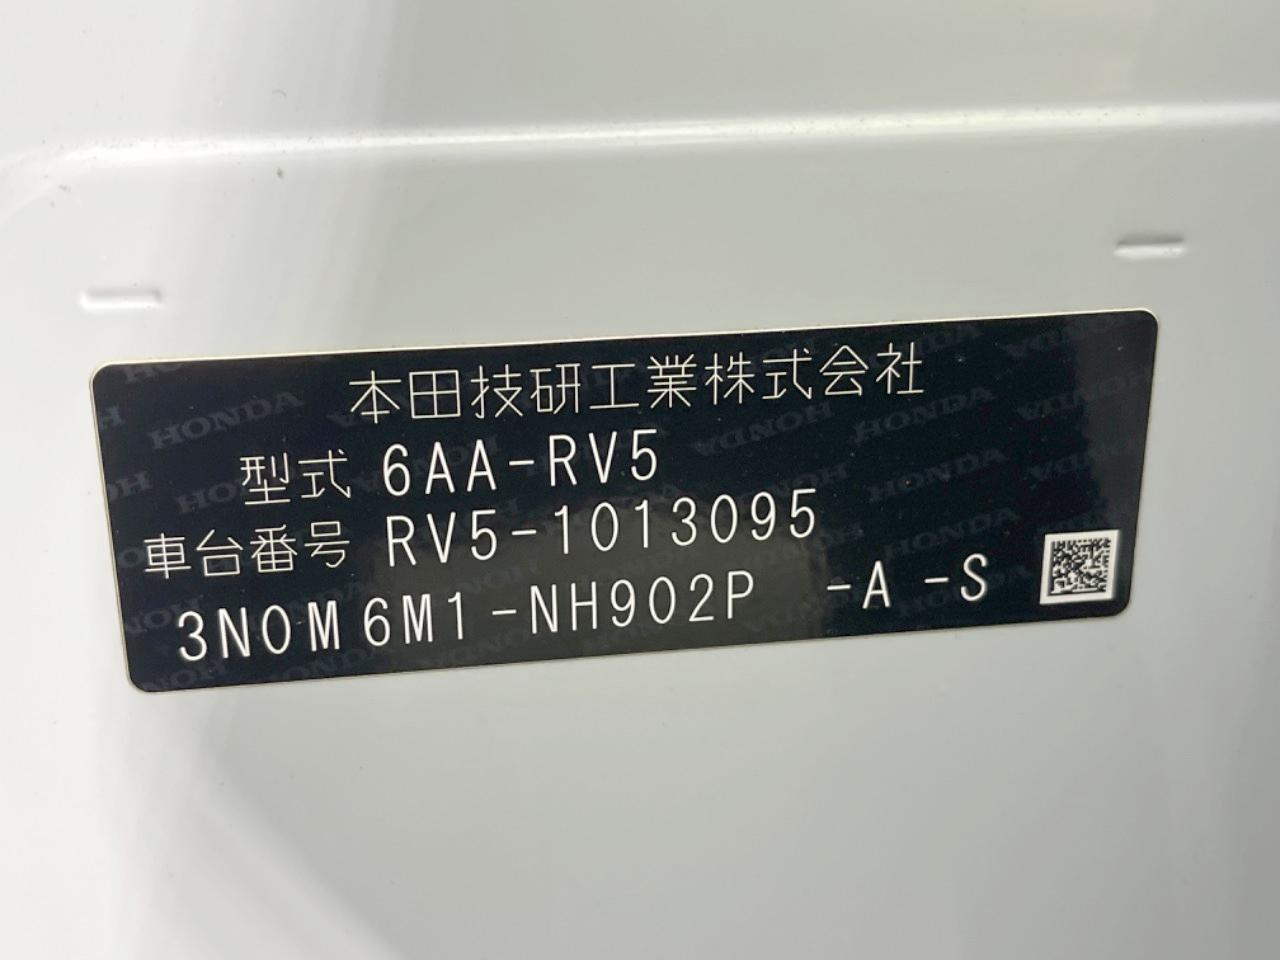 本田技研工業株式会社
型式 6AA-RV5
車台番号 RV5-1013095
3N0M6M1-NH902P -A -S